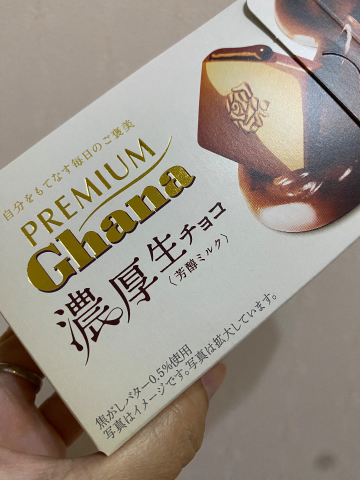 自分をもてなす毎日のご褒美
PREMIUM
Ghana
濃厚生チョコ
〈芳醇ミルク〉
焦がしバター0.5%使用
写真はイメージです。写真は拡大しています。